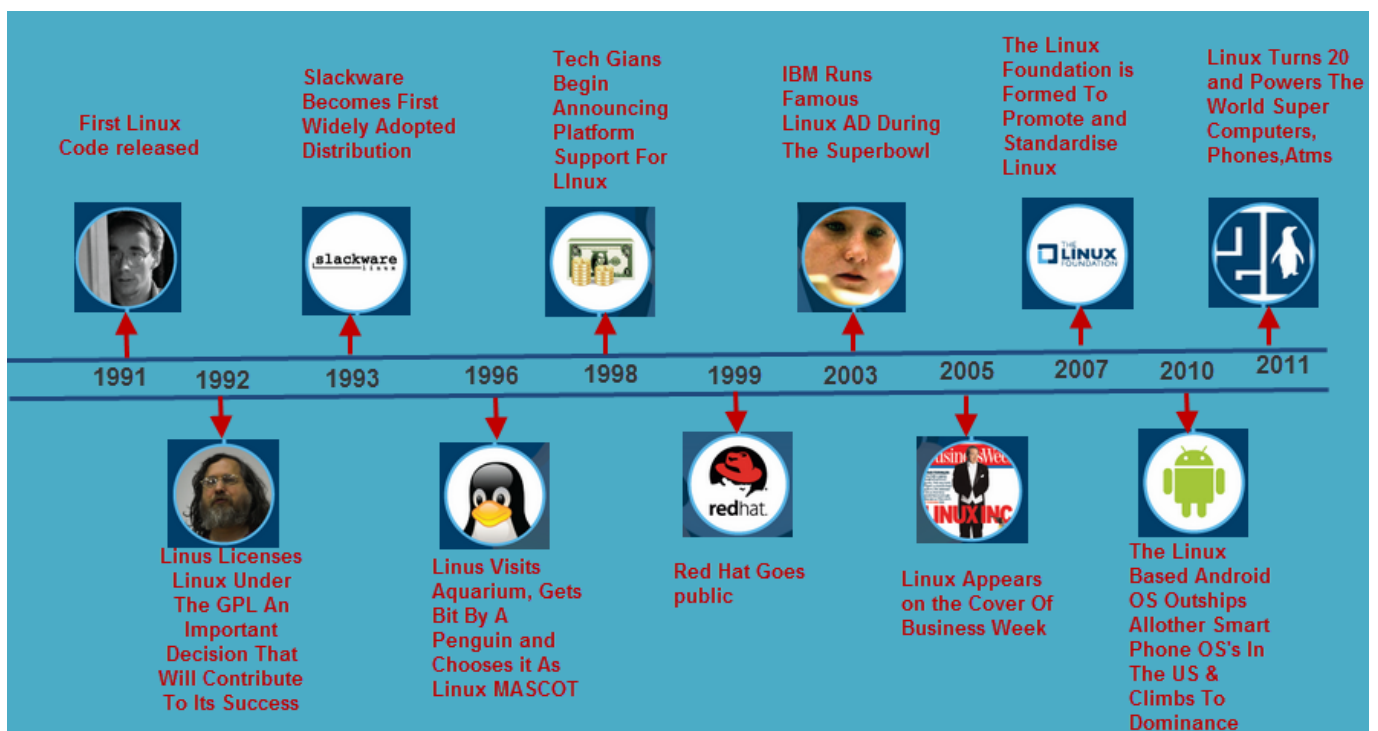 First Linux
Code released
Slackware
Becomes First
Widely Adopted
Distribution
Tech Gians
Begin
Announcing
Platform
Support For
LInux
IBM Runs
Famous
Linux AD During
The Superbowl
The Linux
Foundation is
Formed To
Promote and
Standardise
Linux
Linux Turns 20
and Powers The
World Super
Computers,
Phones,Atms
slackware
linux
THE
LINUX
FOUNDATION
1991
1992
1993
1996
1998
1999
2003
2005
2007
2010
2011
redhat.
usinessWee
LINUX INC
Linus Licenses
Linux Under
The GPL An
Important
Decision That
Will Contribute
To Its Success
Linus Visits
Aquarium, Gets
Bit By A
Penguin and
Chooses it As
Linux MASCOT
Red Hat Goes
public
Linux Appears
on the Cover Of
Business Week
The Linux
Based Android
OS Outships
Allother Smart
Phone OS's In
The US &
Climbs To
Dominance